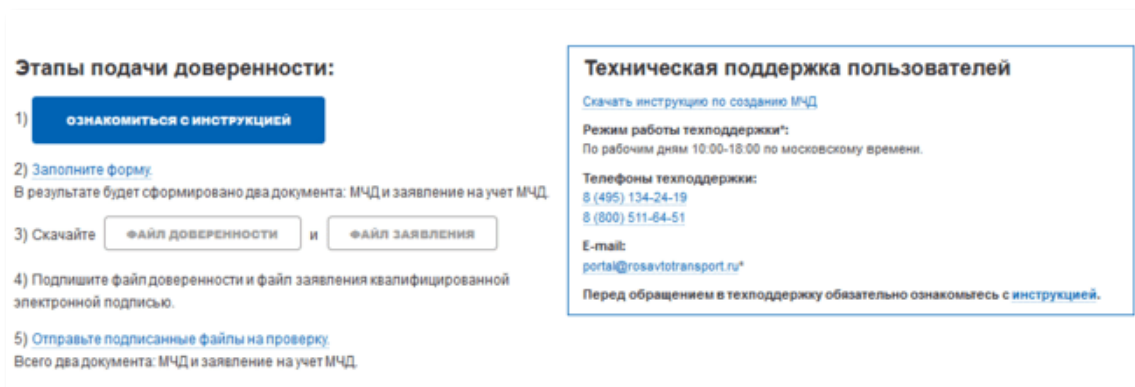 Этапы подачи доверенности:
1) ОЗНАКОМИТЬСЯ С ИНСТРУКЦИЕЙ
2) Заполните форму.
В результате будет сформировано два документа: МЧД и заявление на учет МЧД.
3) Скачайте ФАЙЛ ДОВЕРЕННОСТИ и ФАЙЛ ЗАЯВЛЕНИЯ
4) Подпишите файл доверенности и файл заявления квалифицированной
электронной подписью.
5) Отправьте подписанные файлы на проверку.
Всего два документа: МЧД и заявление на учет МЧД.
Техническая поддержка пользователей
Скачать инструкцию по созданию МЧД
Режим работы техподдержки*:
По рабочим дням 10:00-18:00 по московскому времени.
Телефоны техподдержки:
8 (495) 134-24-19
8 (800) 511-64-51
E-mail:
portal@rosavtotransport.ru*
Перед обращением в техподдержку обязательно ознакомьтесь с инструкцией.